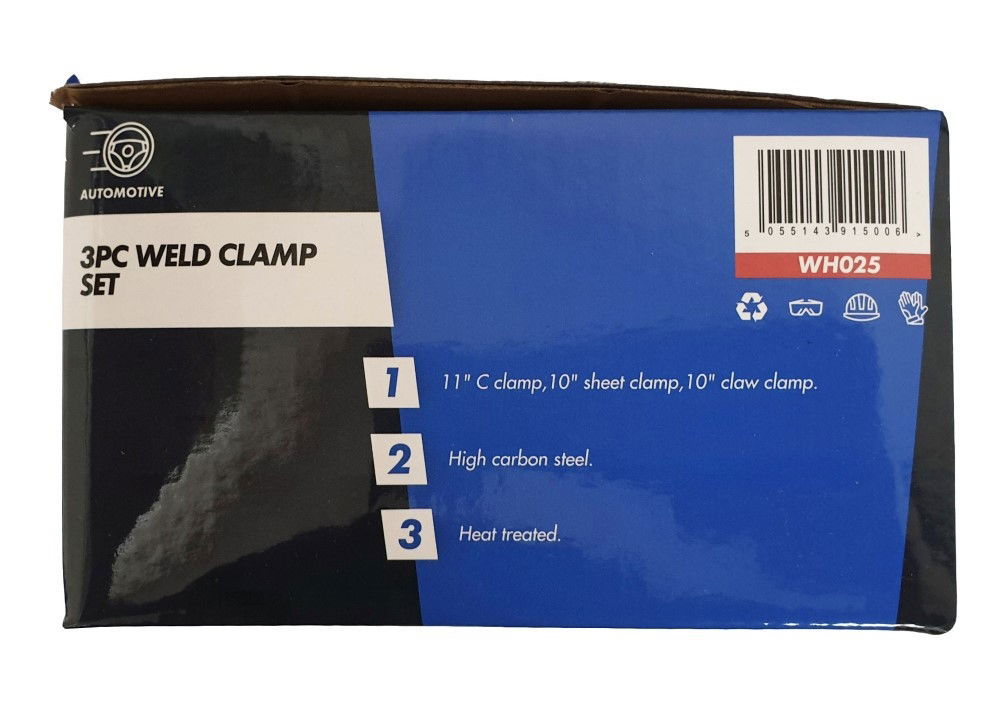 AUTOMOTIVE
3PC WELD CLAMP
SET
5 055143 915006 >
WH025
1 11" C clamp,10" sheet clamp,10" claw clamp.
2 High carbon steel.
3 Heat treated.